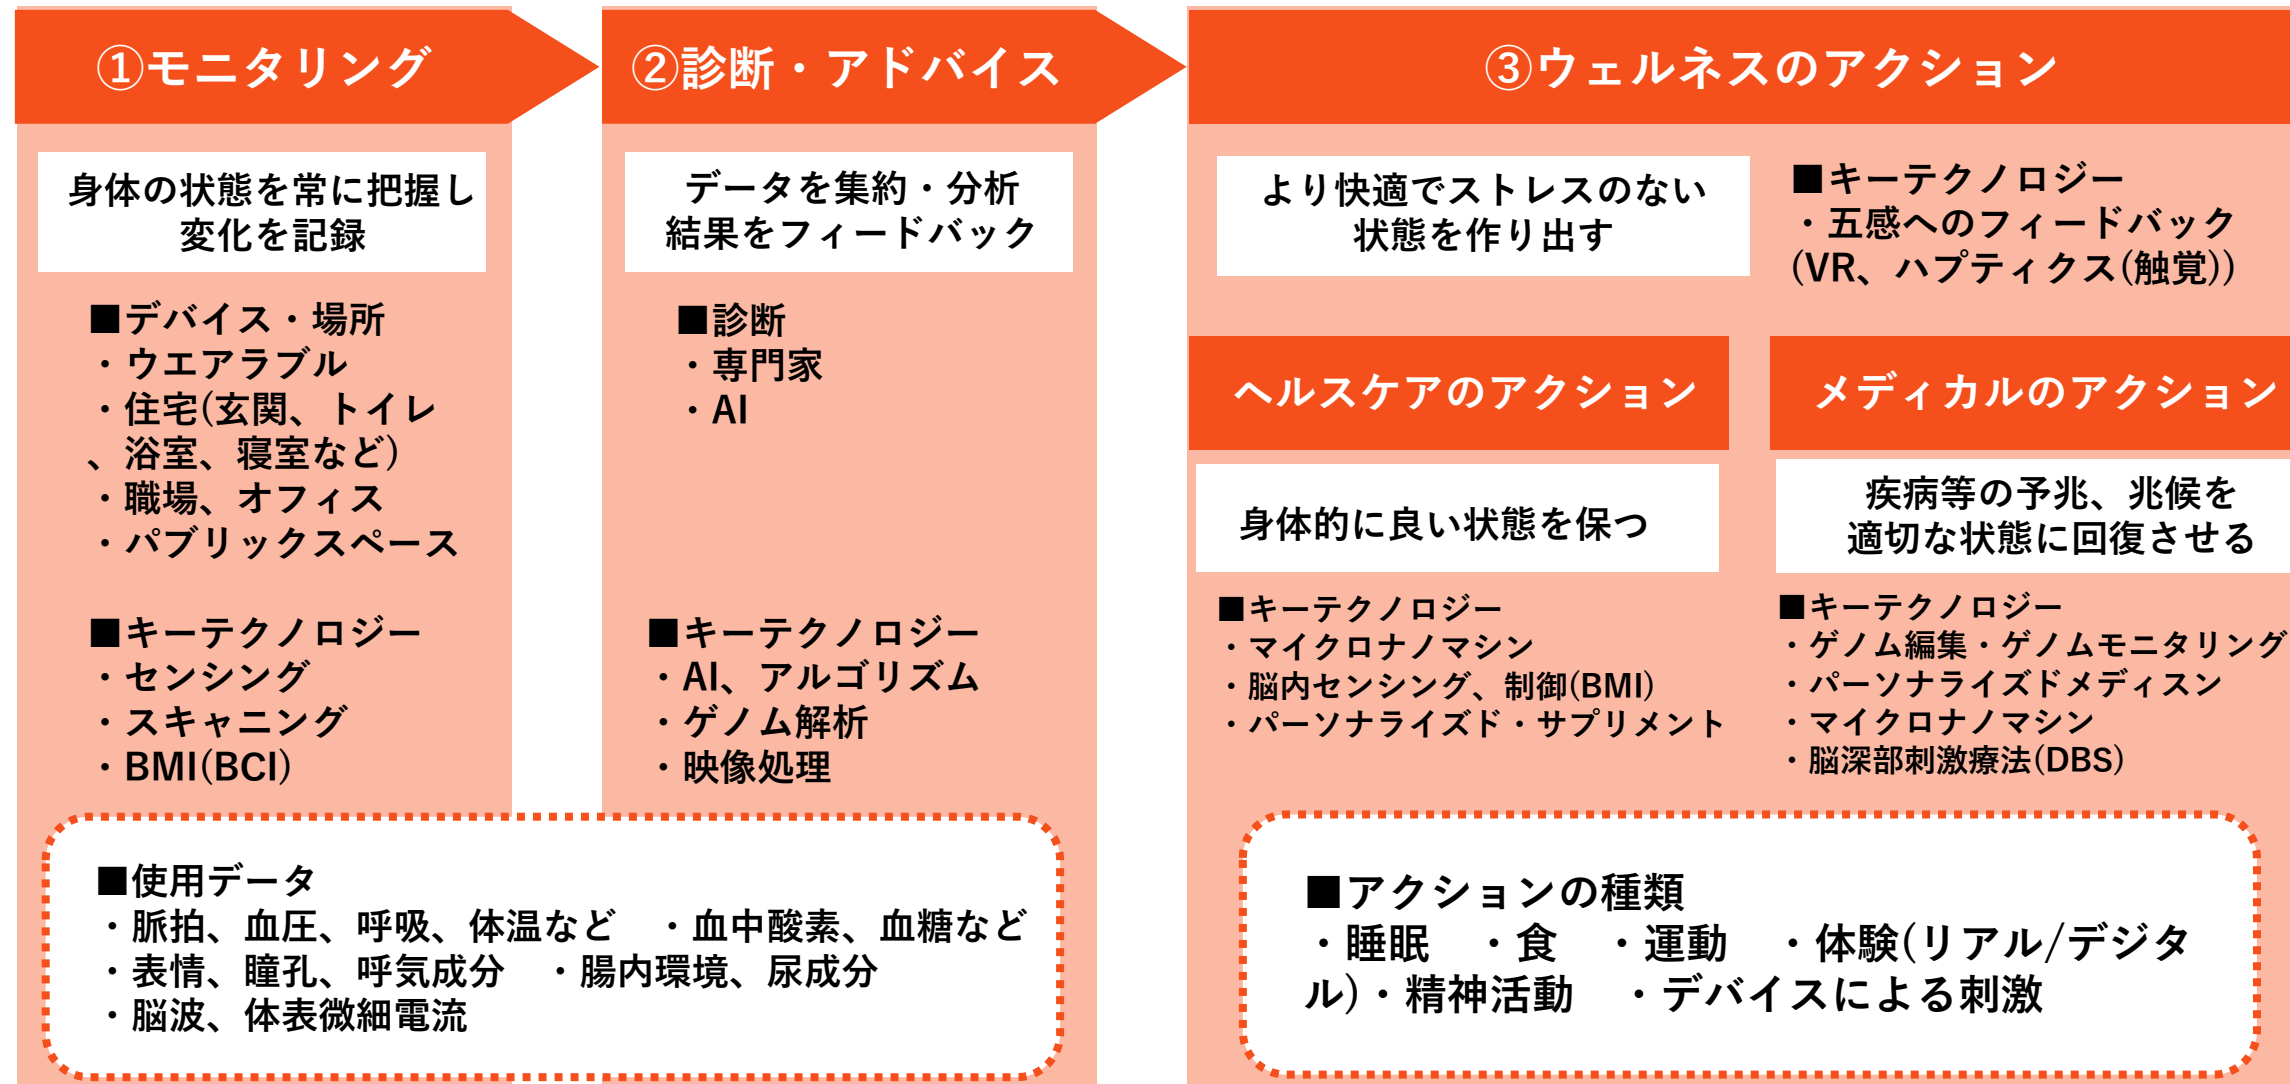 ①モニタリング
身体の状態を常に把握し
変化を記録
■デバイス・場所
・ウエアラブル
・住宅(玄関、トイレ
、浴室、寝室など)
・職場、オフィス
・パブリックスペース
■キーテクノロジー
・センシング
・スキャニング
・BMI(BCI)
②診断・アドバイス
データを集約・分析
結果をフィードバック
■診断
・専門家
・AI
■キーテクノロジー
・AI、アルゴリズム
・ゲノム解析
・映像処理
■使用データ
・脈拍、血圧、呼吸、体温など　・血中酸素、血糖など
・表情、瞳孔、呼気成分　・腸内環境、尿成分
・脳波、体表微細電流
③ウェルネスのアクション
より快適でストレスのない
状態を作り出す
■キーテクノロジー
・五感へのフィードバック
(VR、ハプティクス(触覚))
ヘルスケアのアクション
身体的に良い状態を保つ
■キーテクノロジー
・マイクロナノマシン
・脳内センシング、制御(BMI)
・パーソナライズド・サプリメント
メディカルのアクション
疾病等の予兆、兆候を
適切な状態に回復させる
■キーテクノロジー
・ゲノム編集・ゲノムモニタリング
・パーソナライズドメディスン
・マイクロナノマシン
・脳深部刺激療法(DBS)
■アクションの種類
・睡眠　・食　・運動　・体験(リアル/デジタ
ル)・精神活動　・デバイスによる刺激